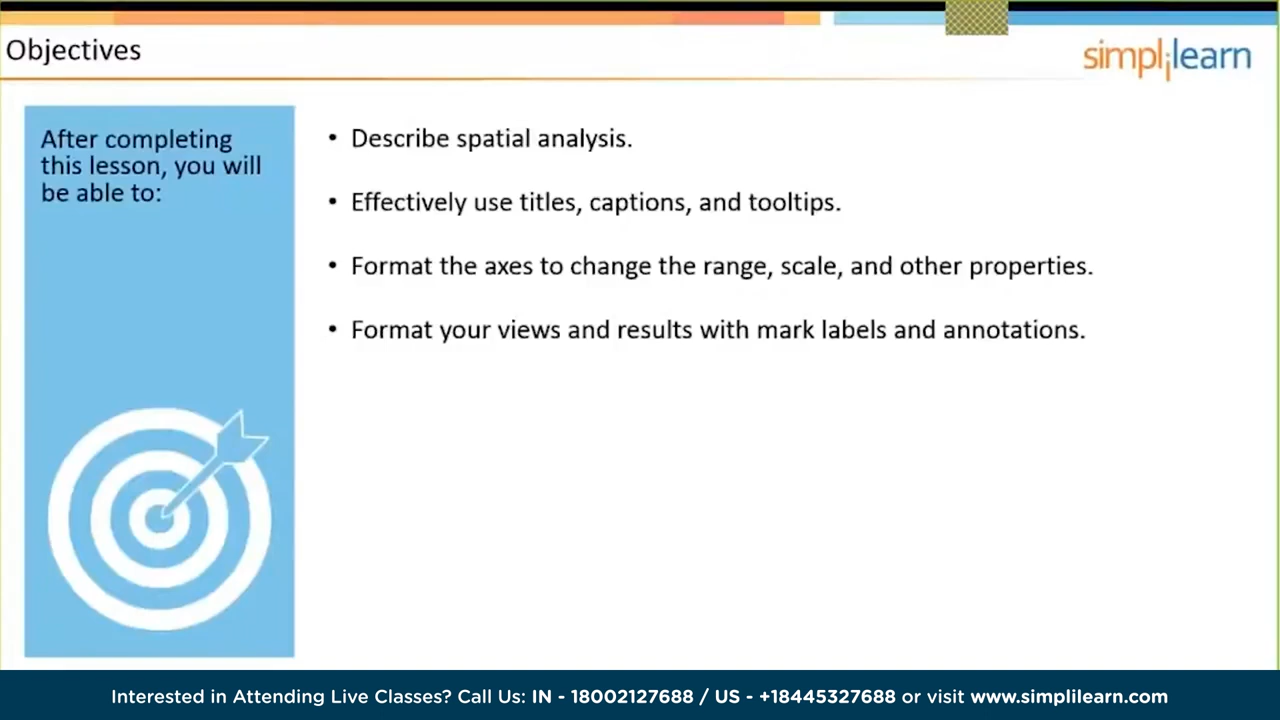 Objectives
simplilearn
After completing
this lesson, you will
be able to:
• Describe spatial analysis.
• Effectively use titles, captions, and tooltips.
• Format the axes to change the range, scale, and other properties.
• Format your views and results with mark labels and annotations.
Interested in Attending Live Classes? Call Us: IN - 18002127688 / US - +18445327688 or visit www.simplilearn.com